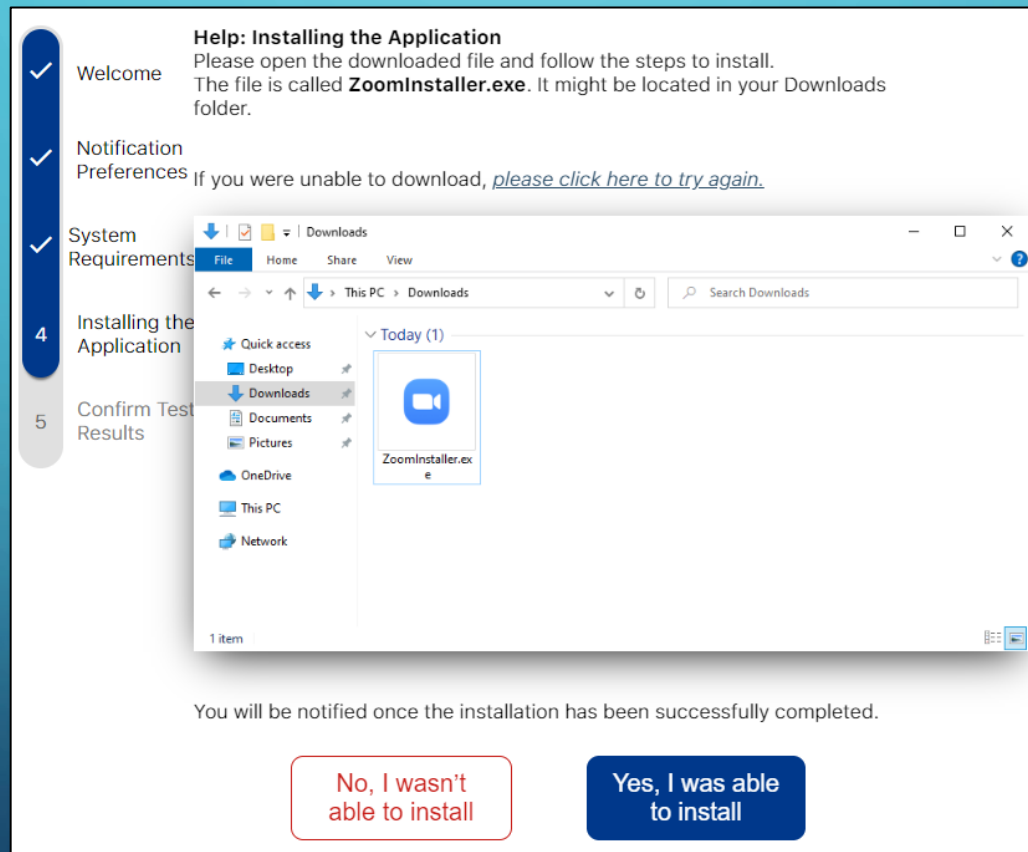 Help: Installing the Application
Please open the downloaded file and follow the steps to install.
The file is called ZoomInstaller.exe. It might be located in your Downloads
folder.
If you were unable to download, please click here to try again.
Welcome
Notification
Preferences
System
Requirements
4
Installing the
Application
5
Confirm Test
Results
Downloads
File Home Share View
?
This PC > Downloads
Search Downloads
Quick access
Desktop
Downloads
Documents
Pictures
OneDrive
This PC
Network
Today (1)
ZoomInstaller.ex
e
1 item
You will be notified once the installation has been successfully completed.
No, I wasn’t
able to install
Yes, I was able
to install